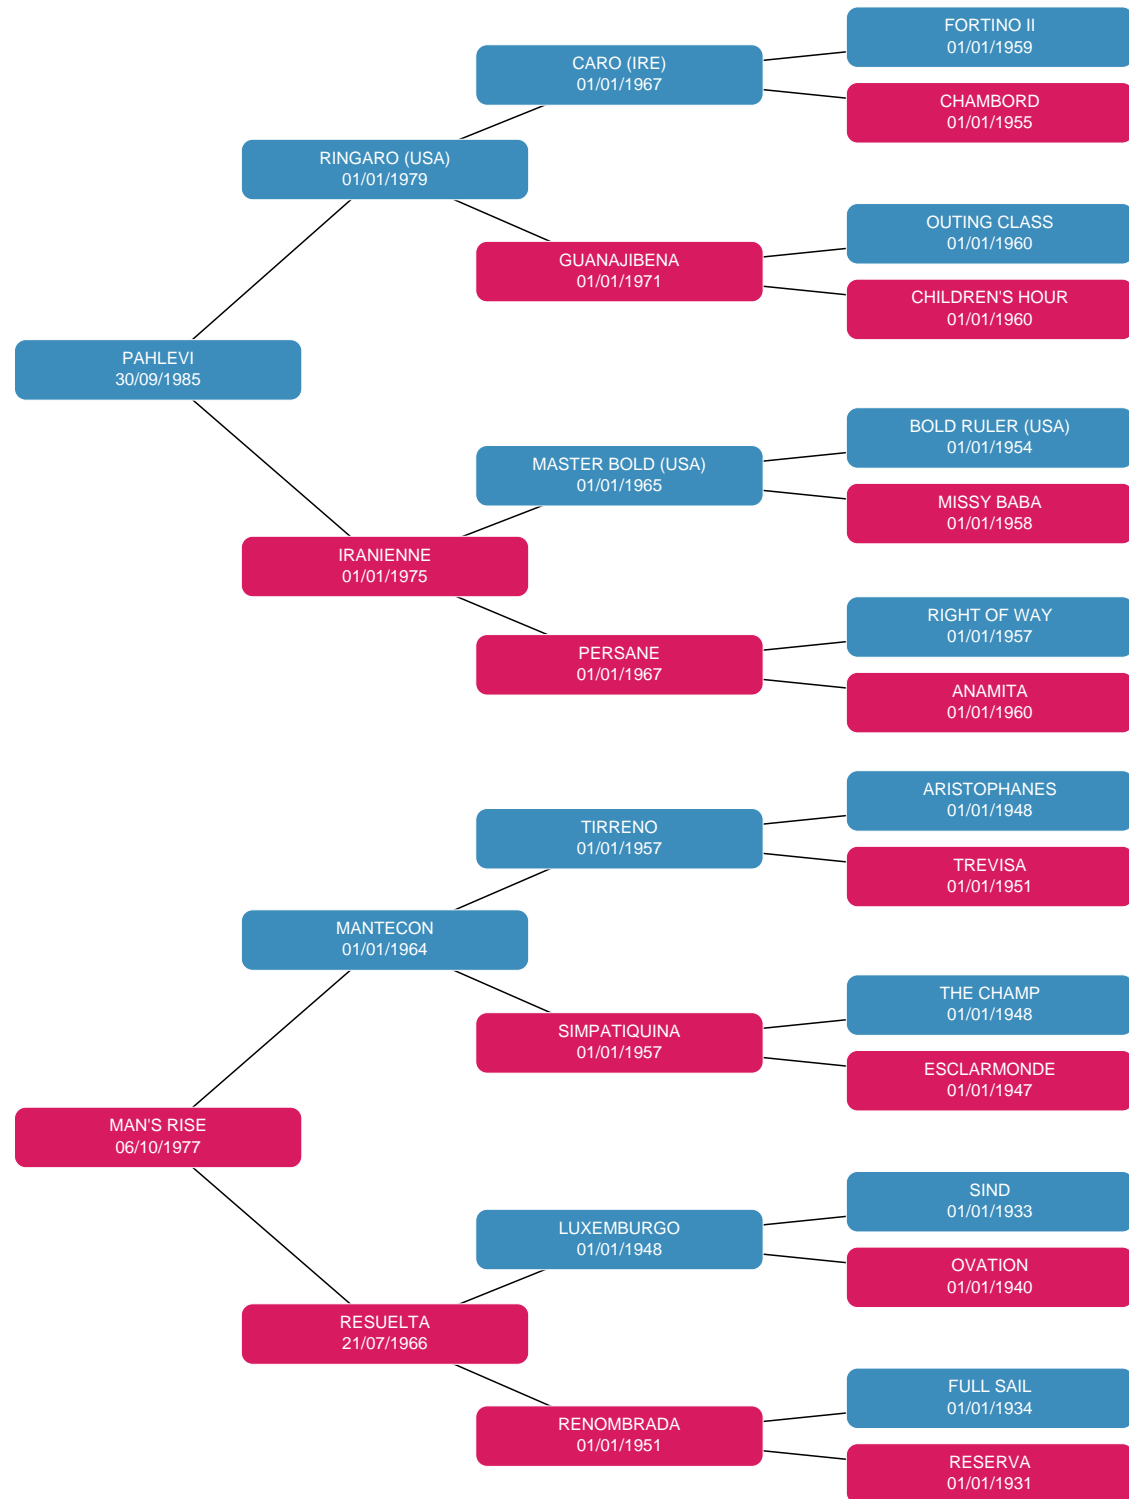 FORTINO II
01/01/1959
CARO (IRE)
01/01/1967
CHAMBORD
01/01/1955
RINGARO (USA)
01/01/1979
OUTING CLASS
01/01/1960
GUANAJIBENA
01/01/1971
CHILDREN'S HOUR
01/01/1960
PAHLEVI
30/09/1985
BOLD RULER (USA)
01/01/1954
MASTER BOLD (USA)
01/01/1965
MISSY BABA
01/01/1958
IRANIENNE
01/01/1975
RIGHT OF WAY
01/01/1957
PERSANE
01/01/1967
ANAMITA
01/01/1960
ARISTOPHANES
01/01/1948
TIRRENO
01/01/1957
TREVISA
01/01/1951
MANTECON
01/01/1964
THE CHAMP
01/01/1948
SIMPATIQUINA
01/01/1957
ESCLARMONDE
01/01/1947
MAN'S RISE
06/10/1977
SIND
01/01/1933
LUXEMBURGO
01/01/1948
OVATION
01/01/1940
RESUELTA
21/07/1966
FULL SAIL
01/01/1934
RENOMBRADA
01/01/1951
RESERVA
01/01/1931